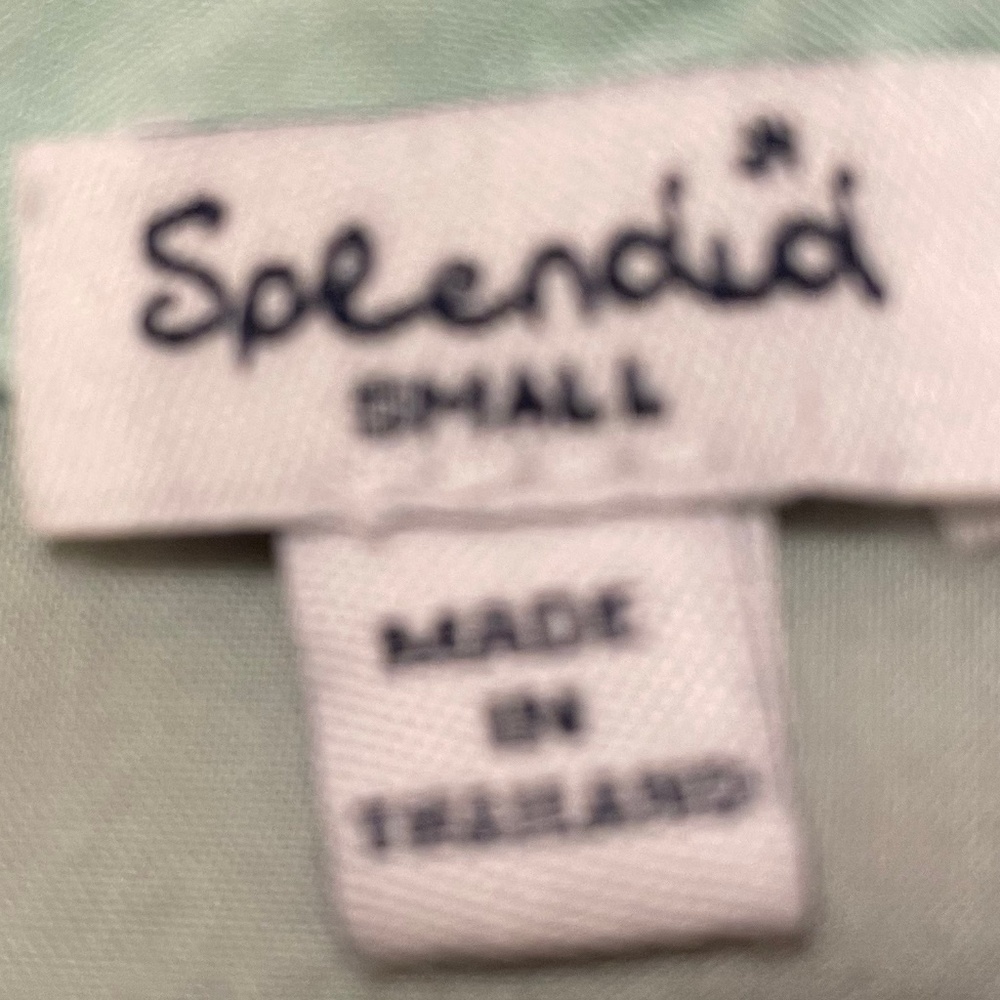 Splendid
SMALL
MADE
IN
THAILAND